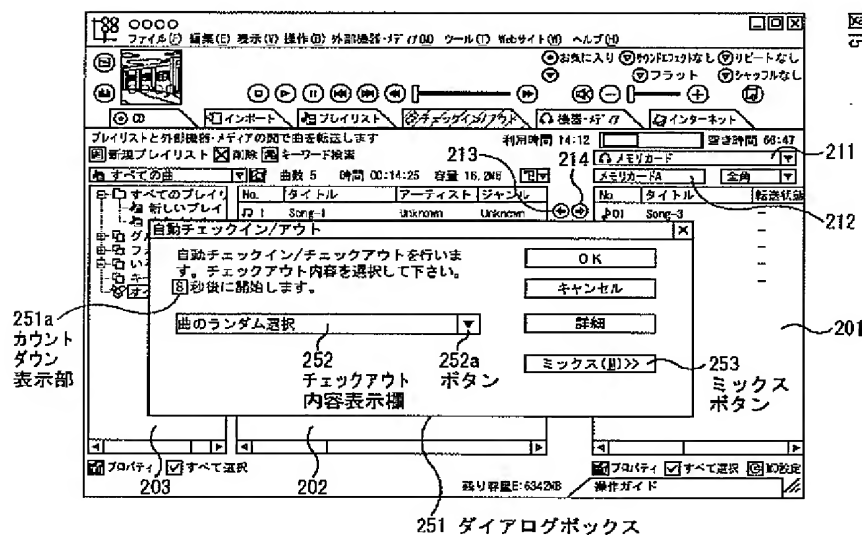 ○○○○
ファイル(F) 編集(E) 表示(V) 操作(O) 外部機器・メディア(M) ツール(T) Webサイト(W) ヘルプ(H)
お気に入り サウンドエフェクトなし リピートなし
フラット シャッフルなし
CD インポート プレイリスト チェックイン/アウト 機器・メディア インターネット
プレイリストと外部機器・メディアの間で曲を転送します 利用時間 14:12 空き時間 66:47
新規プレイリスト 削除 キーワード検索 メモリカード
213 214 211
すべての曲 曲数 5 時間 00:14:25 容量 16.2MB メモリカードA 全角
212
すべてのプレイリ No. タイトル アーティスト ジャンル No タイトル 転送状態
新しいプレイ 1 Song-1 Unknown Unknown 01 Song-3
自動チェックイン/アウト
自動チェックイン/チェックアウトを行いま
す。チェックアウト内容を選択して下さい。
8秒後に開始します。
OK
キャンセル
詳細
ミックス(M)>>
曲のランダム選択
251a
カウント
ダウン
表示部
252
チェックアウト
内容表示欄
252a
ボタン
253
ミックス
ボタン
201
プロパティ すべて選択
203 202
プロパティ すべて選択 MD設定
残り容量E:6342MB 操作ガイド
251 ダイアログボックス